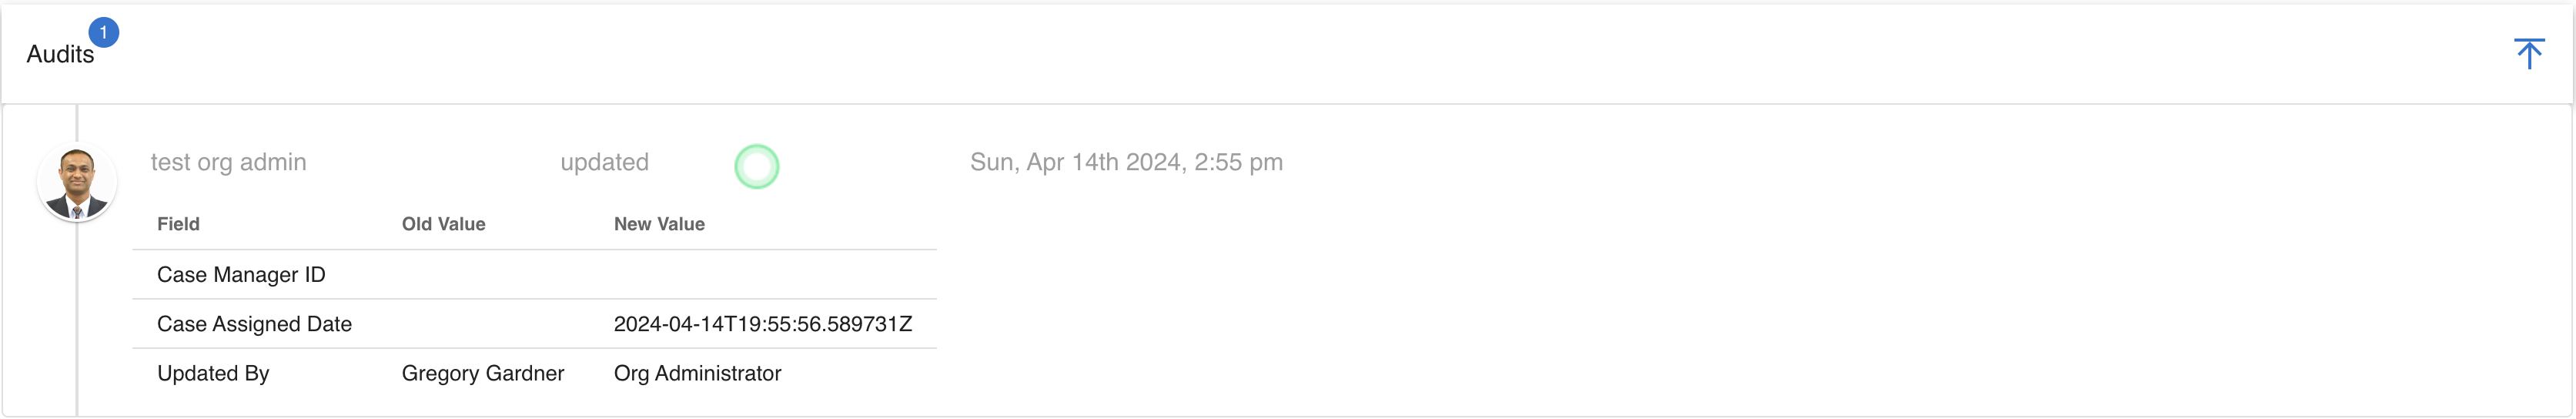 Audits 1
test org admin updated Sun, Apr 14th 2024, 2:55 pm
Field Old Value New Value
Case Manager ID
Case Assigned Date 2024-04-14T19:55:56.589731Z
Updated By Gregory Gardner Org Administrator